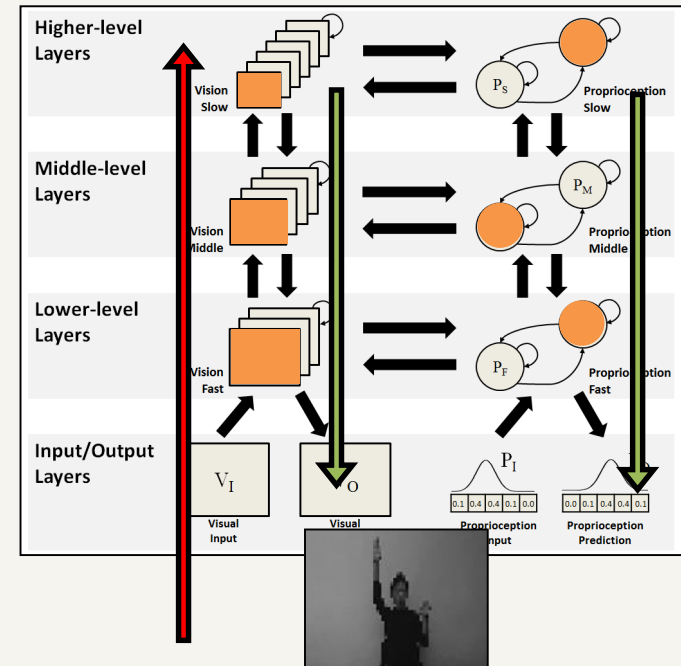 Higher-level
Layers
Vision
Slow
P_S
Proprioception
Slow
Middle-level
Layers
P_M
Vision
Middle
Proprioception
Middle
Lower-level
Layers
P_F
Vision
Fast
Proprioception
Fast
Input/Output
Layers
V_I
O
P_I
0.1 0.4 0.4 0.1 0.0
0.0 0.1 0.4 0.4 0.1
Visual
Input
Visual
Proprioception
Input
Proprioception
Prediction